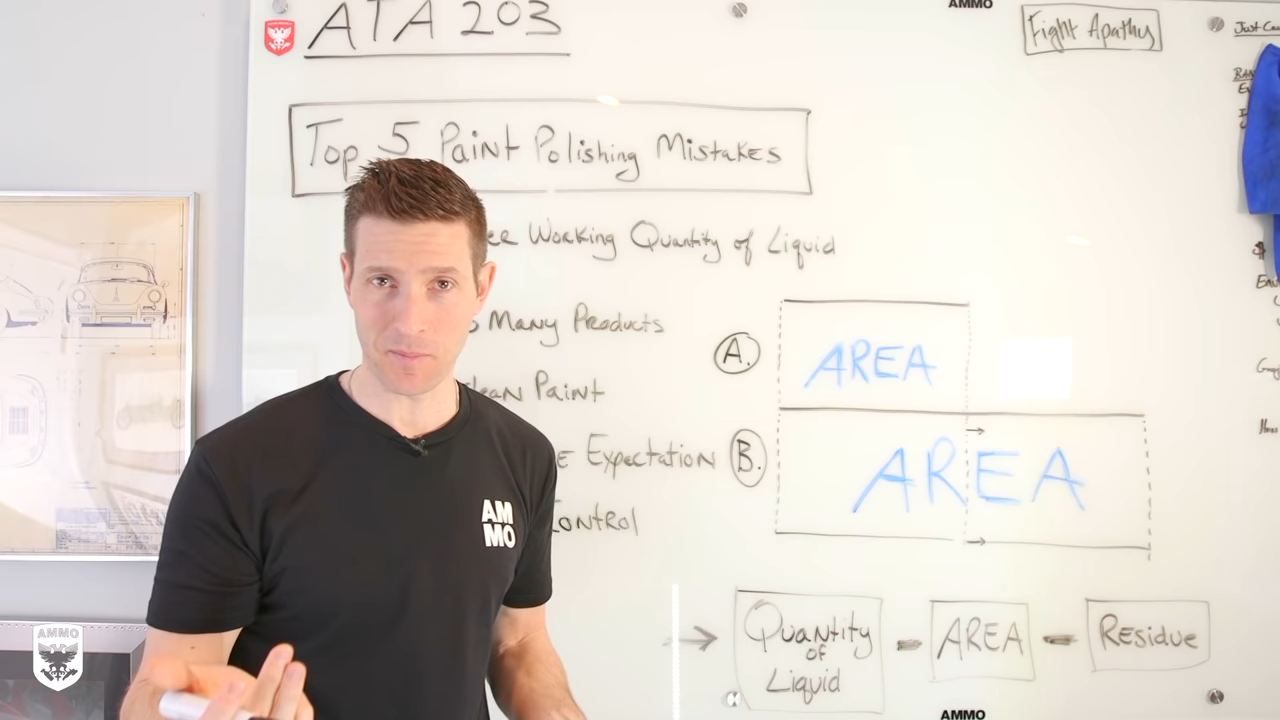 ATA 203
AMMO
Fight Apathy
Top 5 Paint Polishing Mistakes
Working Quantity of Liquid
Many Products
Paint
Expectation
Control
A.
AREA
B.
AREA
AM
MO
Quantity
of
Liquid
-
AREA
-
Residue
AMMO
AMMO